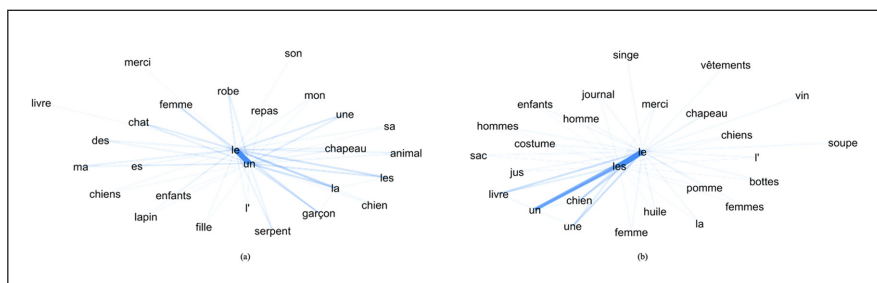 son
merci
robe
mon
femme
livre
repas
une
chat
sa
des
le
chapeau
animal
un
ma
es
les
la
chiens
enfants
chien
l'
garçon
lapin
fille
serpent
(a)
singe
vêtements
journal
vin
enfants
merci
homme
chapeau
hommes
chiens
costume
soupe
le
sac
l'
les
jus
bottes
livre
pomme
chien
un
huile
femmes
une
la
femme
(b)